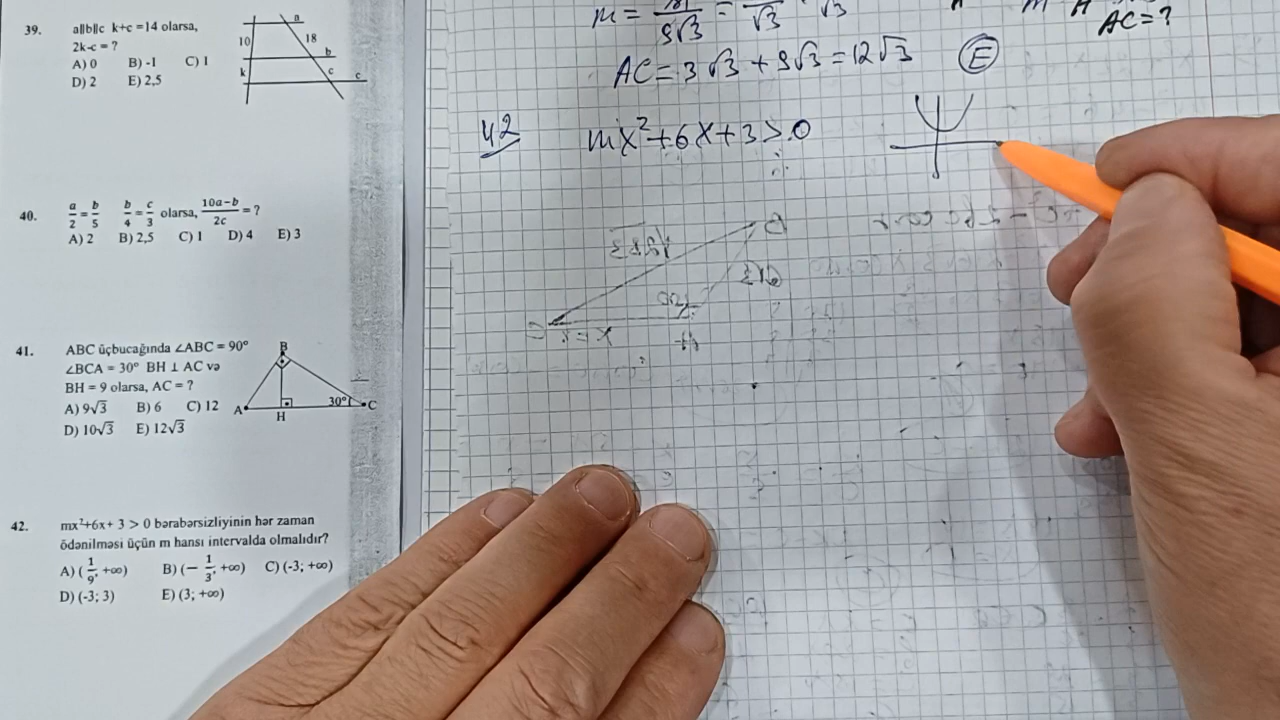 39. a||b||c k+c=14 olarsa,
2k-c = ?
A) 0 B) -1 C) 1
D) 2 E) 2,5
a
10 18
b
k c c
40. a/2 = b/5 b/4 = c/3 olarsa, 10a-b/2c = ?
A) 2 B) 2,5 C) 1 D) 4 E) 3
41. ABC üçbucağında ∠ABC = 90°
∠BCA = 30° BH ⊥ AC və
BH = 9 olarsa, AC = ?
A) 9√3 B) 6 C) 12
D) 10√3 E) 12√3
B
A H 30° C
42. mx²+6x+ 3 > 0 bərabərsizliyinin hər zaman
ödənilməsi üçün m hansı intervalda olmalıdır?
A) (1/9; +∞) B) (− 1/3; +∞) C) (-3; +∞)
D) (-3; 3) E) (3; +∞)
AC=?
AC = 3√3 + 9√3 = 12√3 E
42 mx²+6x+3>0